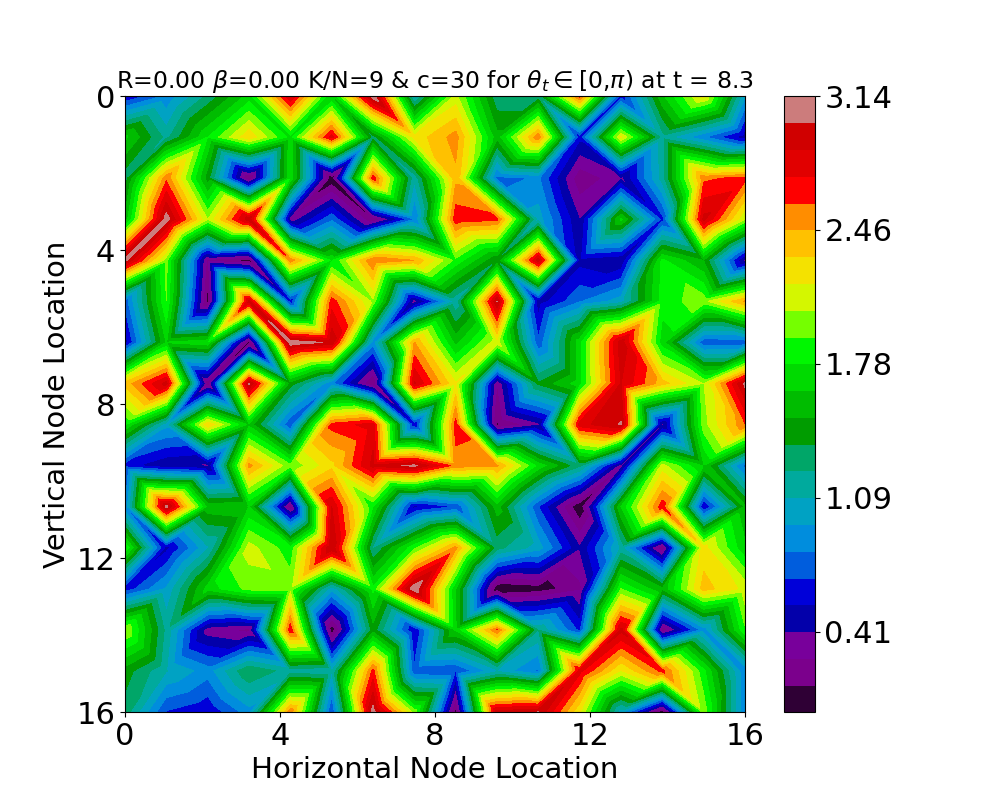 R=0.00 β=0.00 K/N=9 & c=30 for θ_t ∈ [0,π) at t = 8.3
0
4
8
12
16
Vertical Node Location
0 4 8 12 16
Horizontal Node Location
3.14
2.46
1.78
1.09
0.41